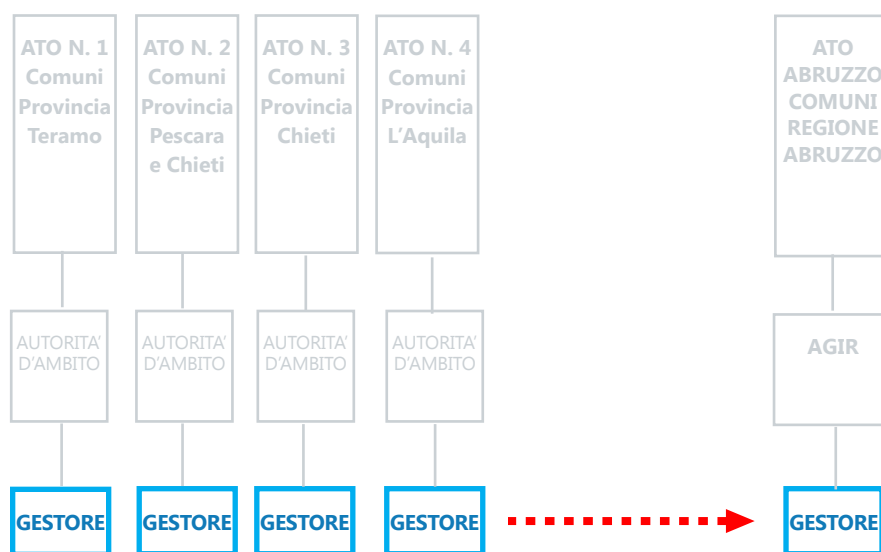 ATO N. 1
Comuni
Provincia
Teramo
ATO N. 2
Comuni
Provincia
Pescara
e Chieti
ATO N. 3
Comuni
Provincia
Chieti
ATO N. 4
Comuni
Provincia
L’Aquila
ATO
ABRUZZO
COMUNI
REGIONE
ABRUZZO
AUTORITA’
D’AMBITO
AUTORITA’
D’AMBITO
AUTORITA’
D’AMBITO
AUTORITA’
D’AMBITO
AGIR
GESTORE
GESTORE
GESTORE
GESTORE
GESTORE